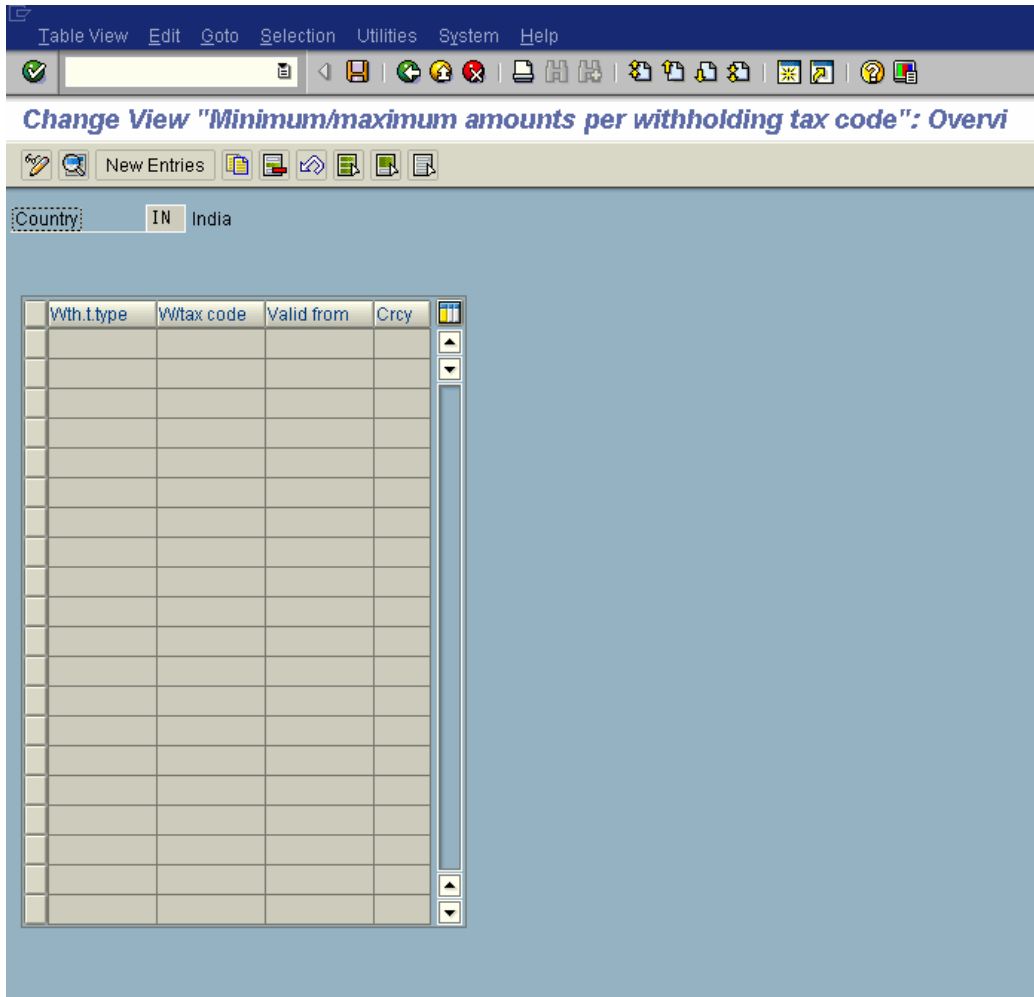 Table View Edit Goto Selection Utilities System Help
Change View "Minimum/maximum amounts per withholding tax code": Overvi
New Entries
Country IN India
Wth.t.type W/tax code Valid from Crcy